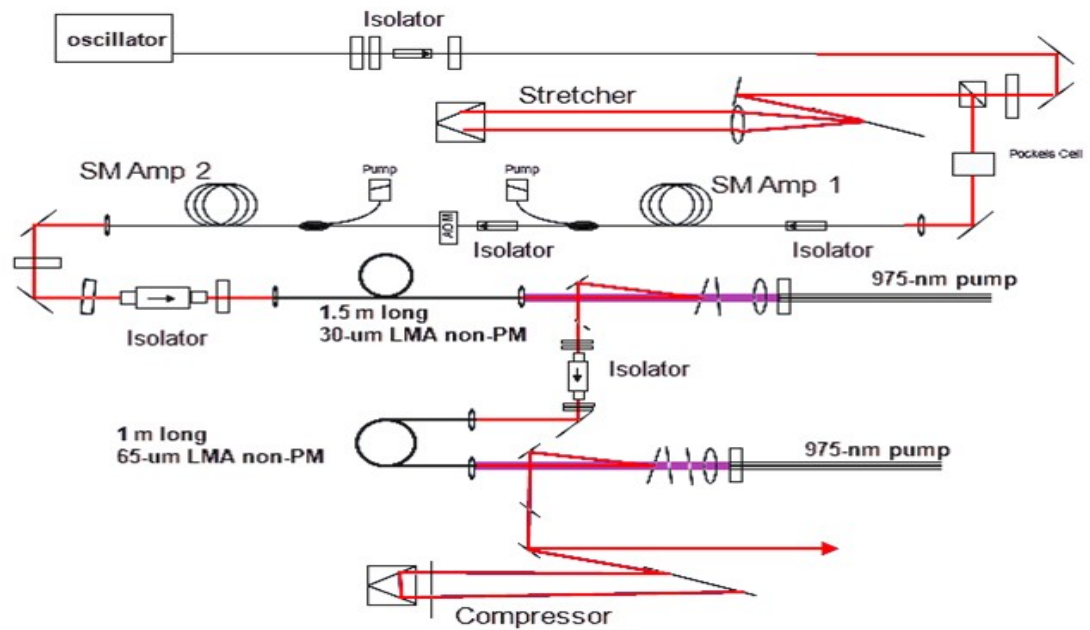 Isolator
oscillator
Stretcher
Pockels Cell
SM Amp 2
Pump
Pump
SM Amp 1
AOM
Isolator
Isolator
975-nm pump
1.5 m long
30-um LMA non-PM
Isolator
Isolator
1 m long
65-um LMA non-PM
975-nm pump
Compressor